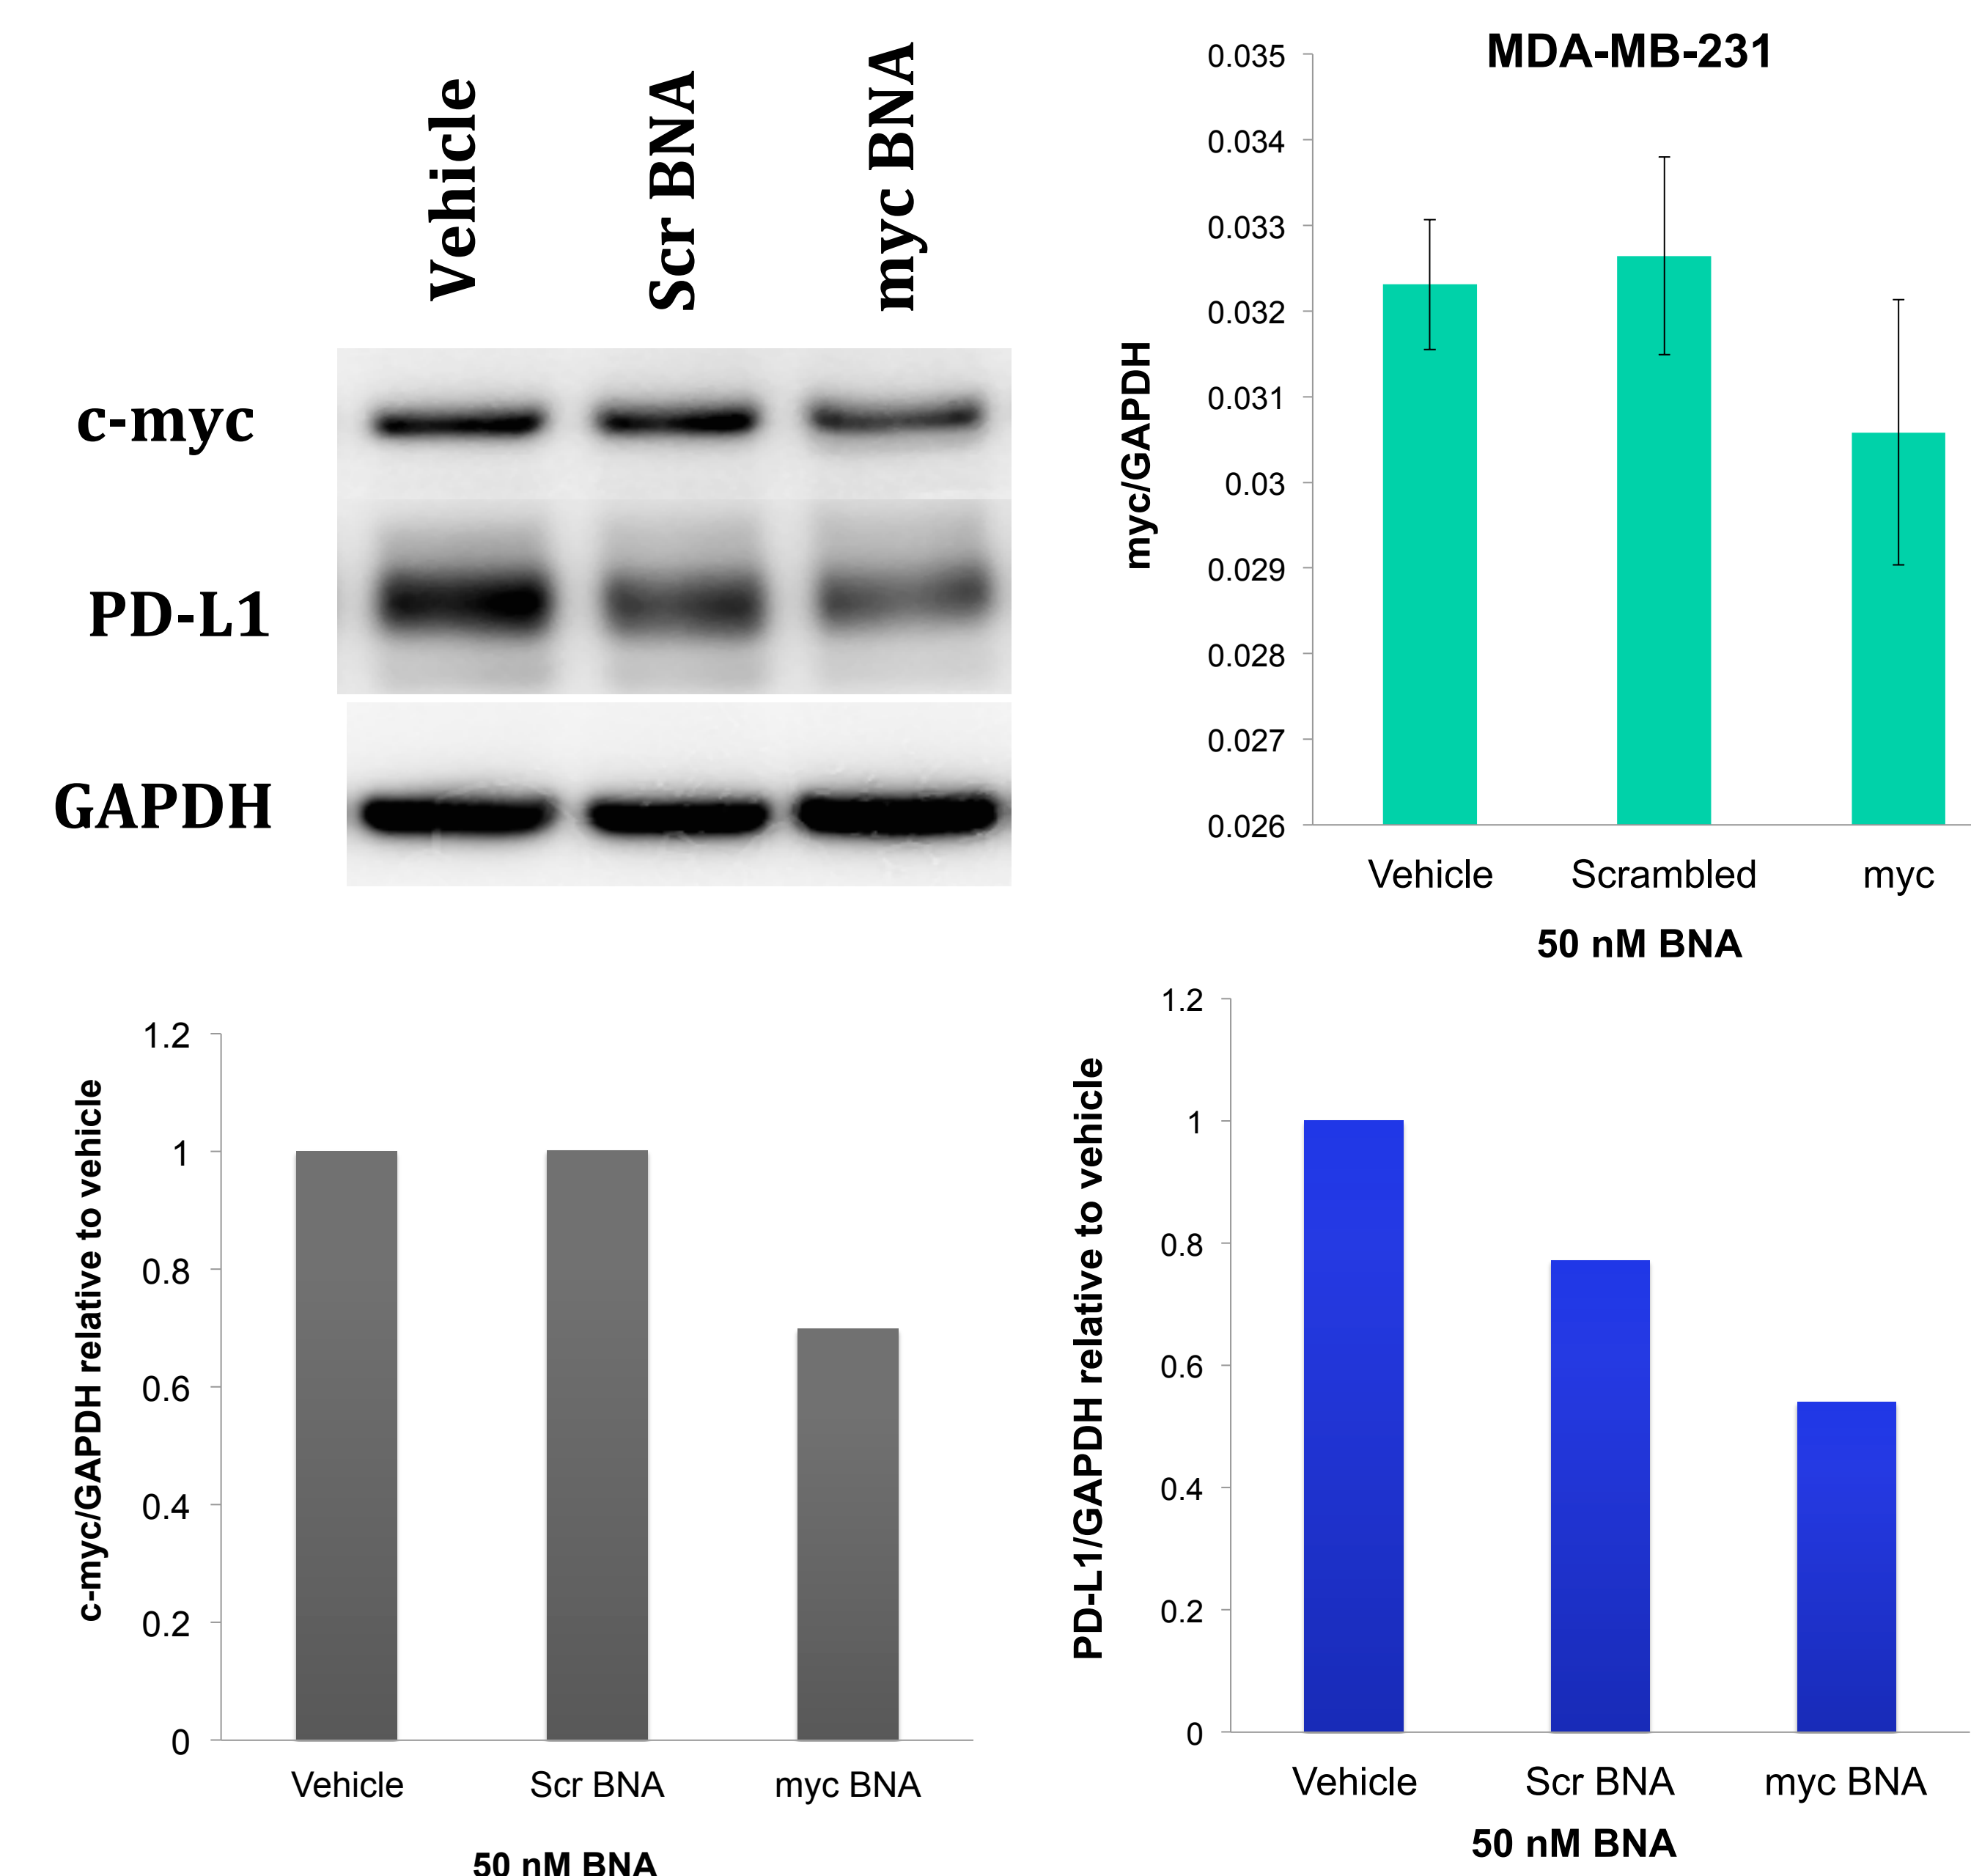 Vehicle
Scr BNA
myc BNA
c-myc
PD-L1
GAPDH
MDA-MB-231
myc/GAPDH
0.035
0.034
0.033
0.032
0.031
0.03
0.029
0.028
0.027
0.026
Vehicle Scrambled myc
50 nM BNA
c-myc/GAPDH relative to vehicle
1.2
1
0.8
0.6
0.4
0.2
0
Vehicle Scr BNA myc BNA
50 nM BNA
PD-L1/GAPDH relative to vehicle
1.2
1
0.8
0.6
0.4
0.2
0
Vehicle Scr BNA myc BNA
50 nM BNA